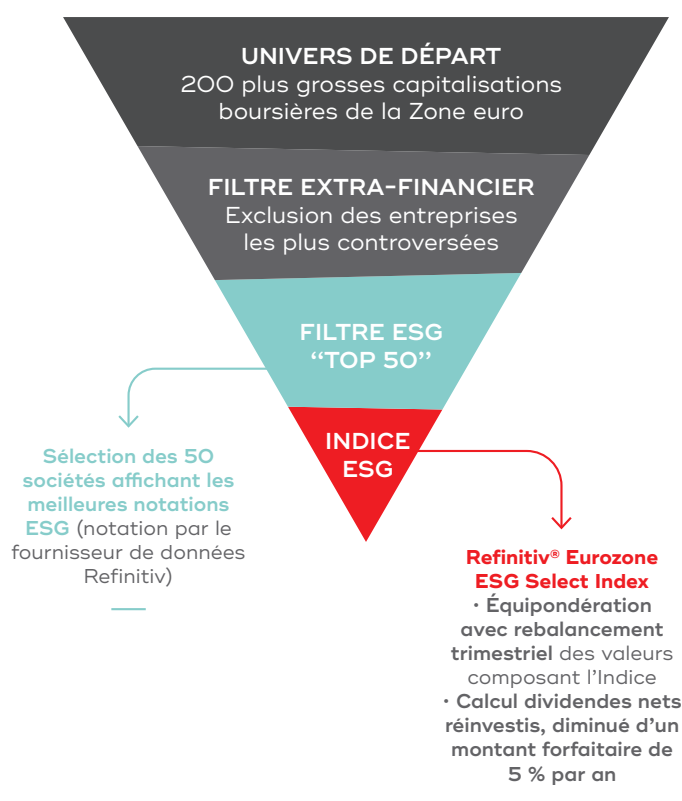 UNIVERS DE DÉPART
200 plus grosses capitalisations
boursières de la Zone euro
FILTRE EXTRA-FINANCIER
Exclusion des entreprises
les plus controversées
FILTRE ESG
“TOP 50”
INDICE
ESG
Sélection des 50
sociétés affichant les
meilleures notations
ESG (notation par le
fournisseur de données
Refinitiv)
Refinitiv® Eurozone
ESG Select Index
• Équipondération
avec rebalancement
trimestriel des valeurs
composant l’Indice
• Calcul dividendes nets
réinvestis, diminué d’un
montant forfaitaire de
5 % par an